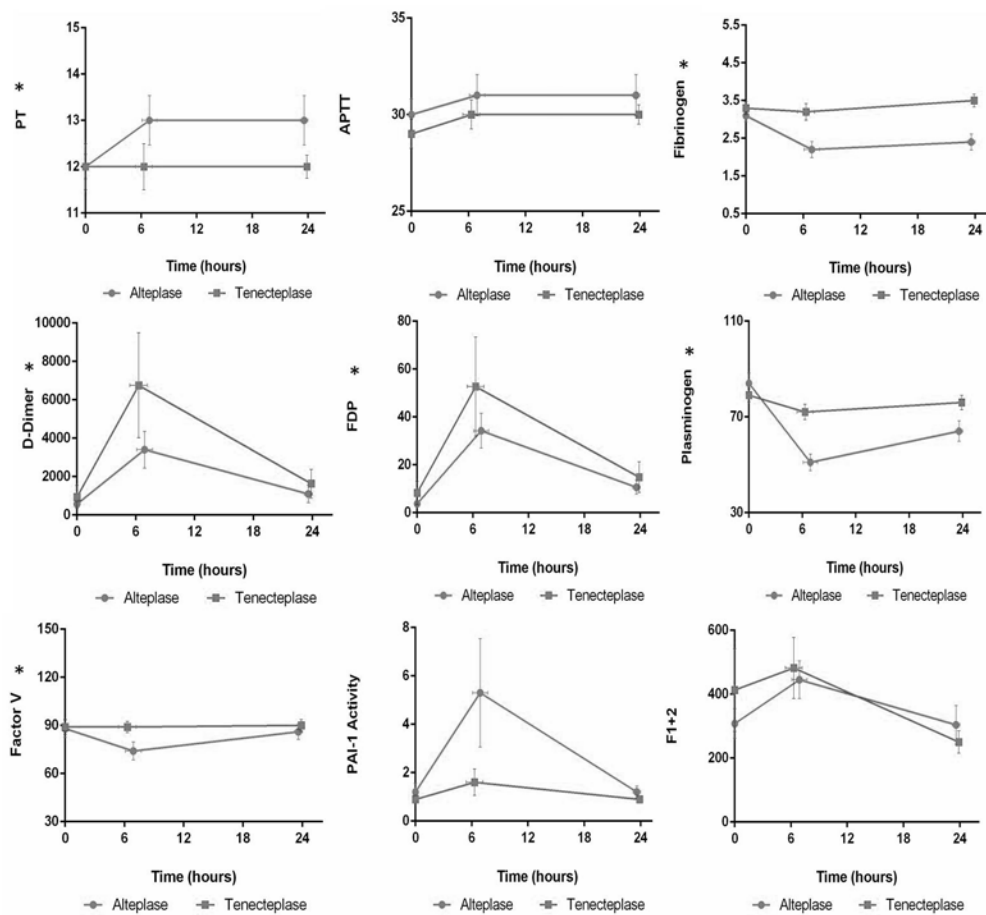 PT *
15
14
13
12
11
0 6 12 18 24
Time (hours)
Alteplase Tenecteplase
APTT
35
30
25
0 6 12 18 24
Time (hours)
Alteplase Tenecteplase
Fibrinogen *
5.5
4.5
3.5
2.5
1.5
0.5
0 6 12 18 24
Time (hours)
Alteplase Tenecteplase
D-Dimer *
10000
8000
6000
4000
2000
0
0 6 12 18 24
Time (hours)
Alteplase Tenecteplase
FDP *
80
60
40
20
0
0 6 12 18 24
Time (hours)
Alteplase Tenecteplase
Plasminogen *
110
70
30
0 6 12 18 24
Time (hours)
Alteplase Tenecteplase
Factor V *
150
120
90
60
30
0 6 12 18 24
Time (hours)
Alteplase Tenecteplase
PAI-1 Activity
8
6
4
2
0
0 6 12 18 24
Time (hours)
Alteplase Tenecteplase
F1+2
600
400
200
0
0 6 12 18 24
Time (hours)
Alteplase Tenecteplase